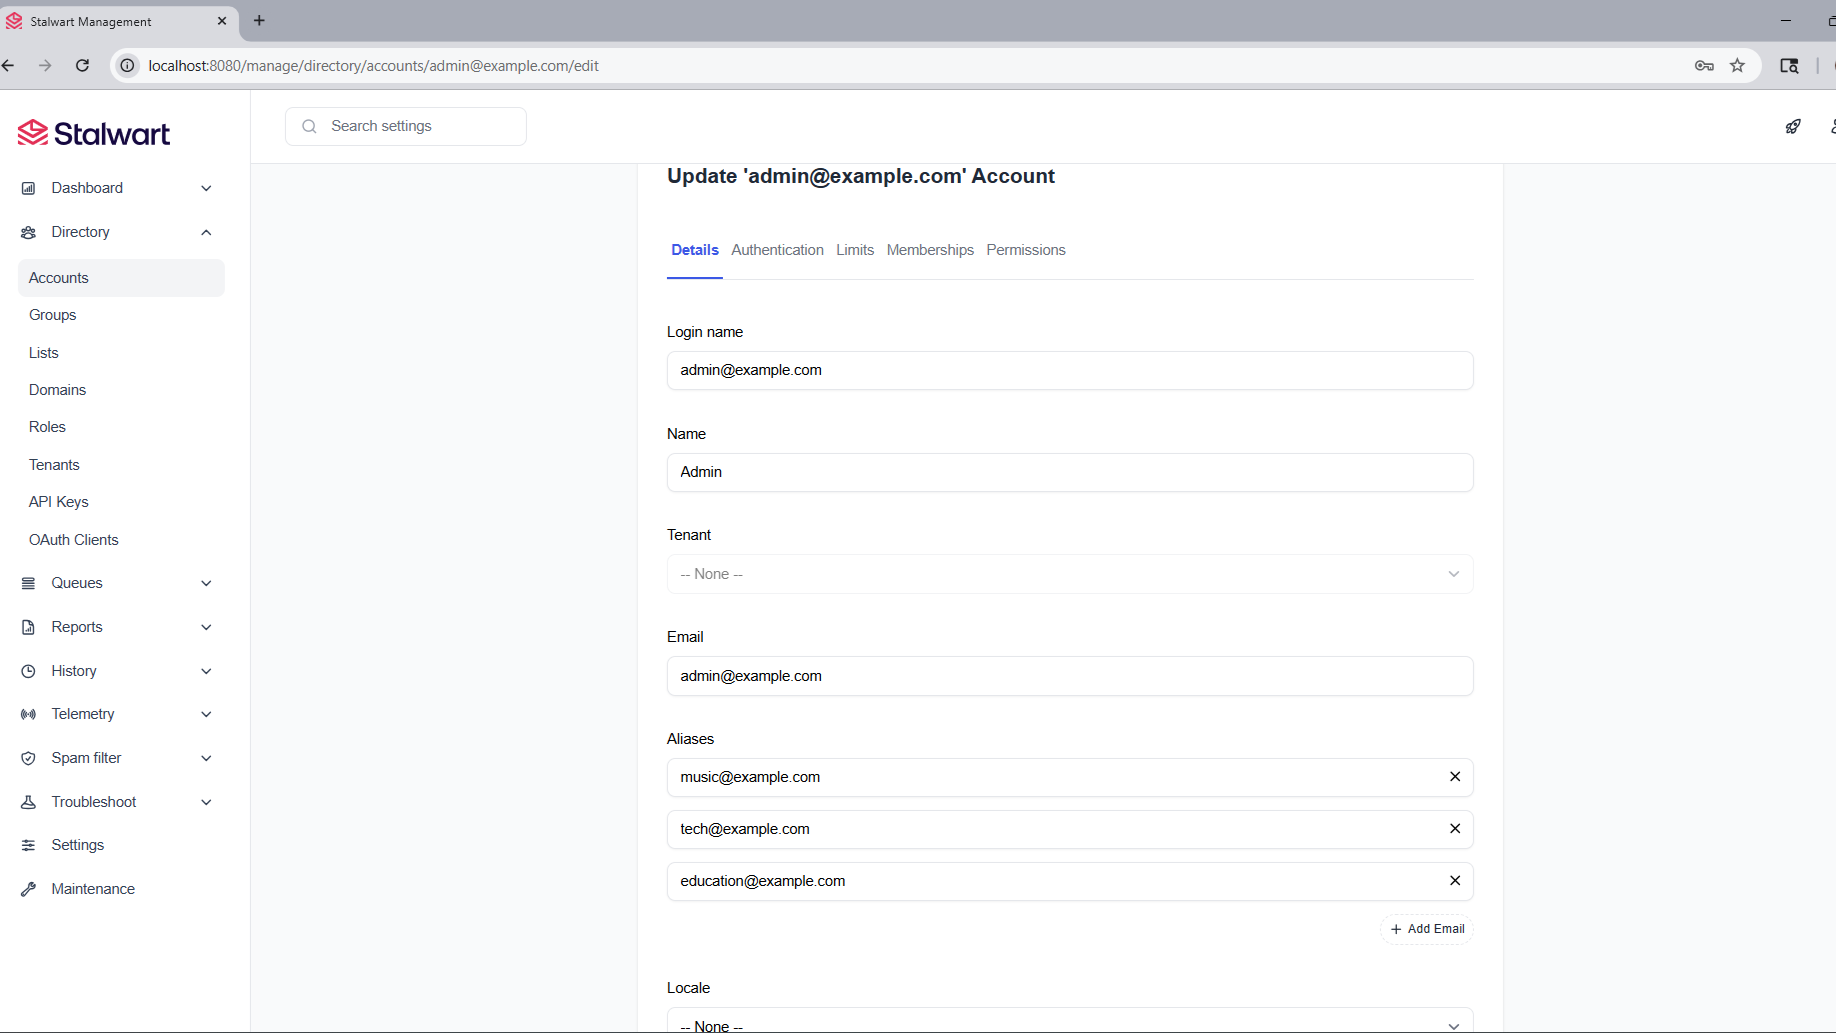 Stalwart Management
localhost:8080/manage/directory/accounts/admin@example.com/edit
Stalwart
Search settings
Dashboard
Directory
Accounts
Groups
Lists
Domains
Roles
Tenants
API Keys
OAuth Clients
Queues
Reports
History
Telemetry
Spam filter
Troubleshoot
Settings
Maintenance
Update 'admin@example.com' Account
Details Authentication Limits Memberships Permissions
Login name
admin@example.com
Name
Admin
Tenant
-- None --
Email
admin@example.com
Aliases
music@example.com
tech@example.com
education@example.com
Add Email
Locale
-- None --